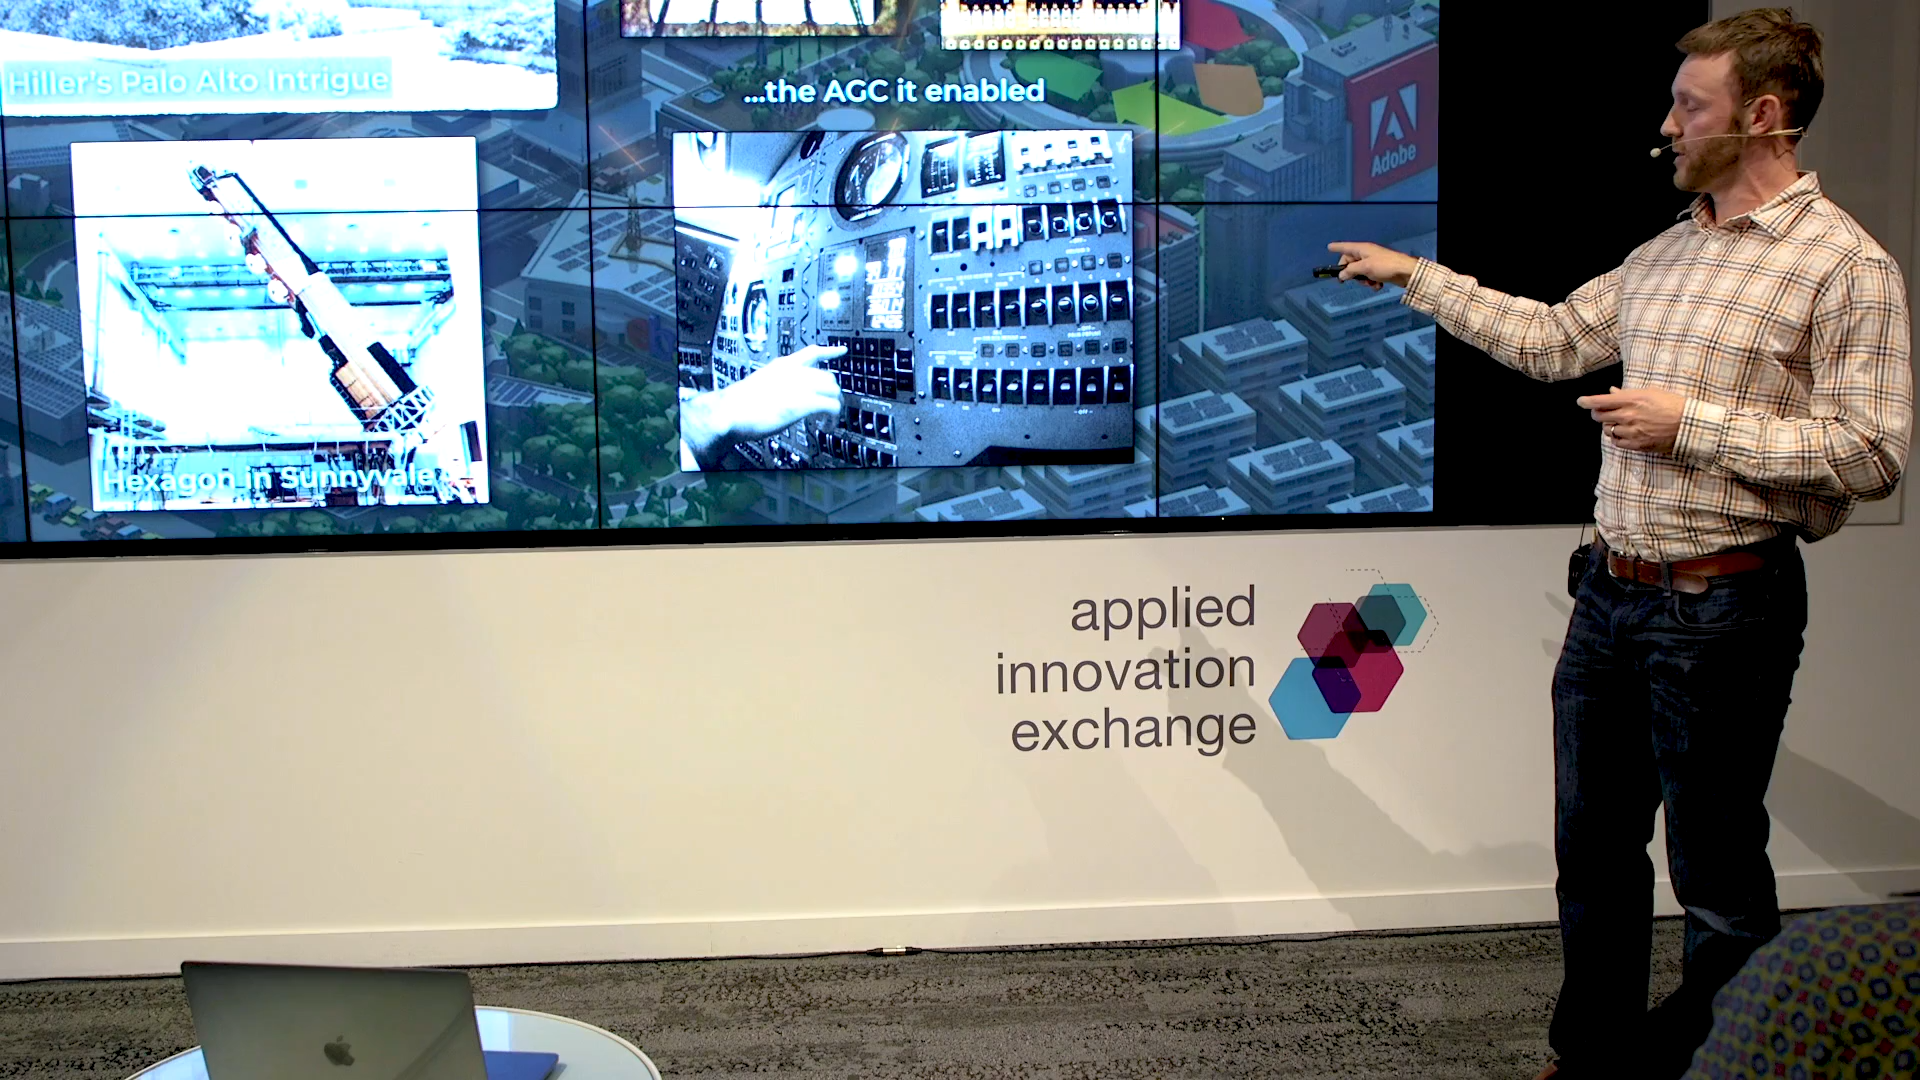 Hiller's Palo Alto Intrigue
...the AGC it enabled
Adobe
Hexagon in Sunnyvale
applied
innovation
exchange